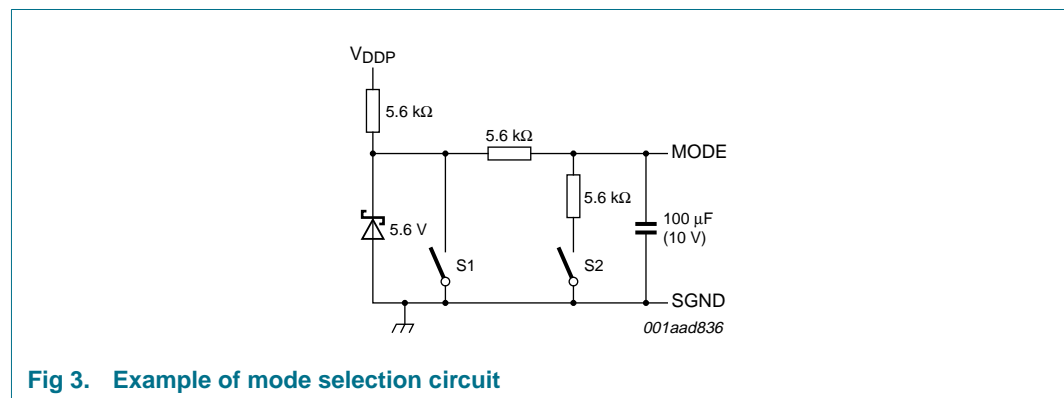 VDDP
5.6 kΩ
5.6 kΩ
MODE
5.6 kΩ
100 μF
(10 V)
5.6 V
S1
S2
SGND
001aad836
Fig 3. Example of mode selection circuit